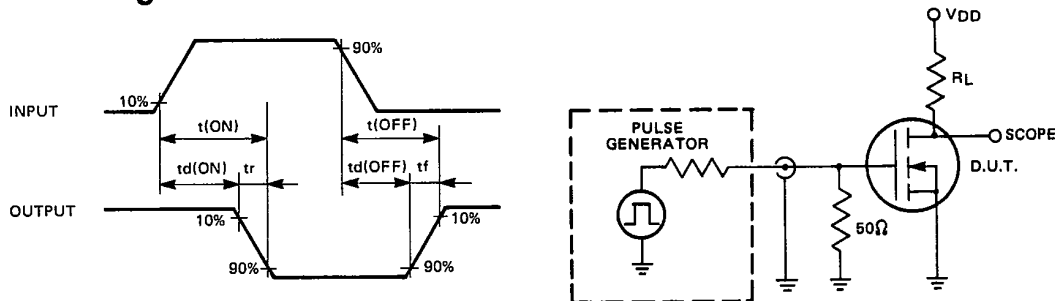 INPUT
10%
90%
t(ON)
t(OFF)
td(ON)
tr
td(OFF)
tf
OUTPUT
10%
90%
90%
10%
PULSE
GENERATOR
50Ω
VDD
RL
SCOPE
D.U.T.